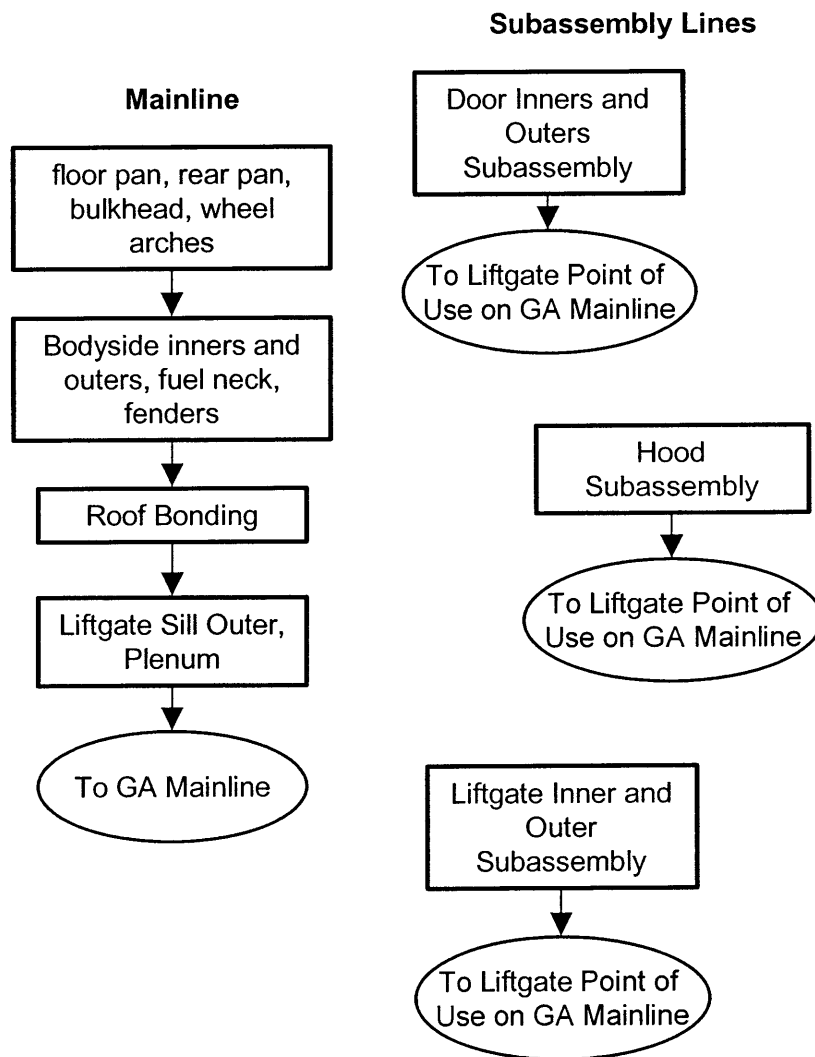 Subassembly Lines
Mainline
floor pan, rear pan,
bulkhead, wheel
arches
Bodyside inners and
outers, fuel neck,
fenders
Roof Bonding
Liftgate Sill Outer,
Plenum
To GA Mainline
Door Inners and
Outers
Subassembly
To Liftgate Point of
Use on GA Mainline
Hood
Subassembly
To Liftgate Point of
Use on GA Mainline
Liftgate Inner and
Outer
Subassembly
To Liftgate Point of
Use on GA Mainline